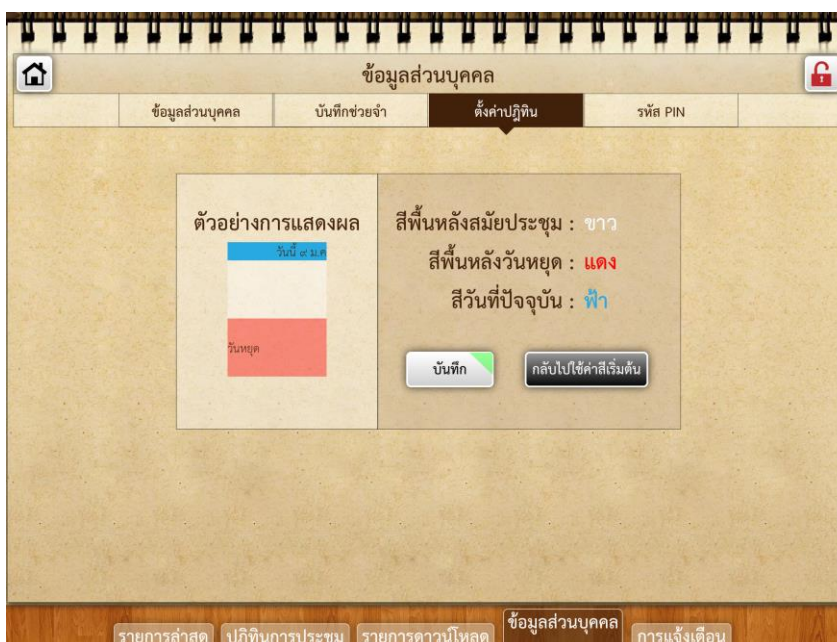 ข้อมูลส่วนบุคคล
ข้อมูลส่วนบุคคล บันทึกช่วยจำ ตั้งค่าปฎิทิน รหัส PIN
ตัวอย่างการแสดงผล
วันนี้ ๙ ม.ค
วันหยุด
สีพื้นหลังสมัยประชุม : ขาว
สีพื้นหลังวันหยุด : แดง
สีวันที่ปัจจุบัน : ฟ้า
บันทึก กลับไปใช้ค่าสีเริ่มต้น
รายการล่าสุด ปฏิทินการประชุม รายการดาวน์โหลด ข้อมูลส่วนบุคคล การแจ้งเตือน